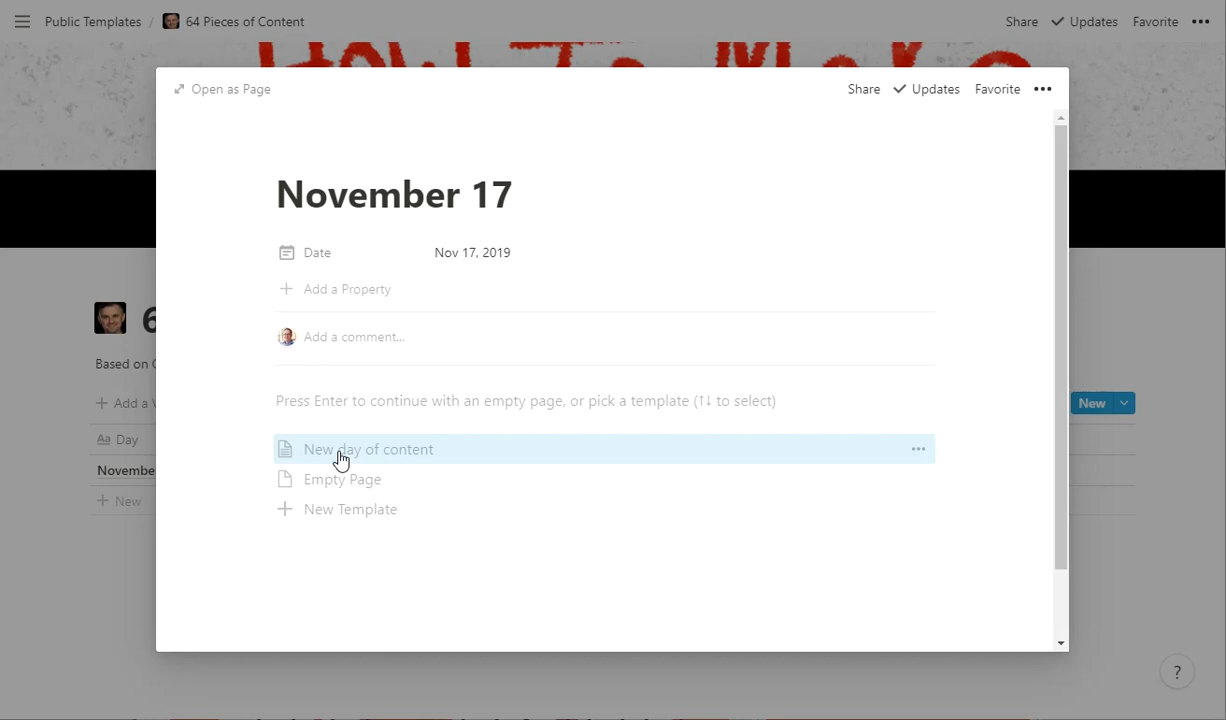 Public Templates / 64 Pieces of Content
Share Updates Favorite
Open as Page
Share Updates Favorite
November 17
Date Nov 17, 2019
Add a Property
Add a comment...
Press Enter to continue with an empty page, or pick a template (↑↓ to select)
New day of content
Empty Page
New Template
6
Based on
Add a
New
Aa Day
Novembe
New
?